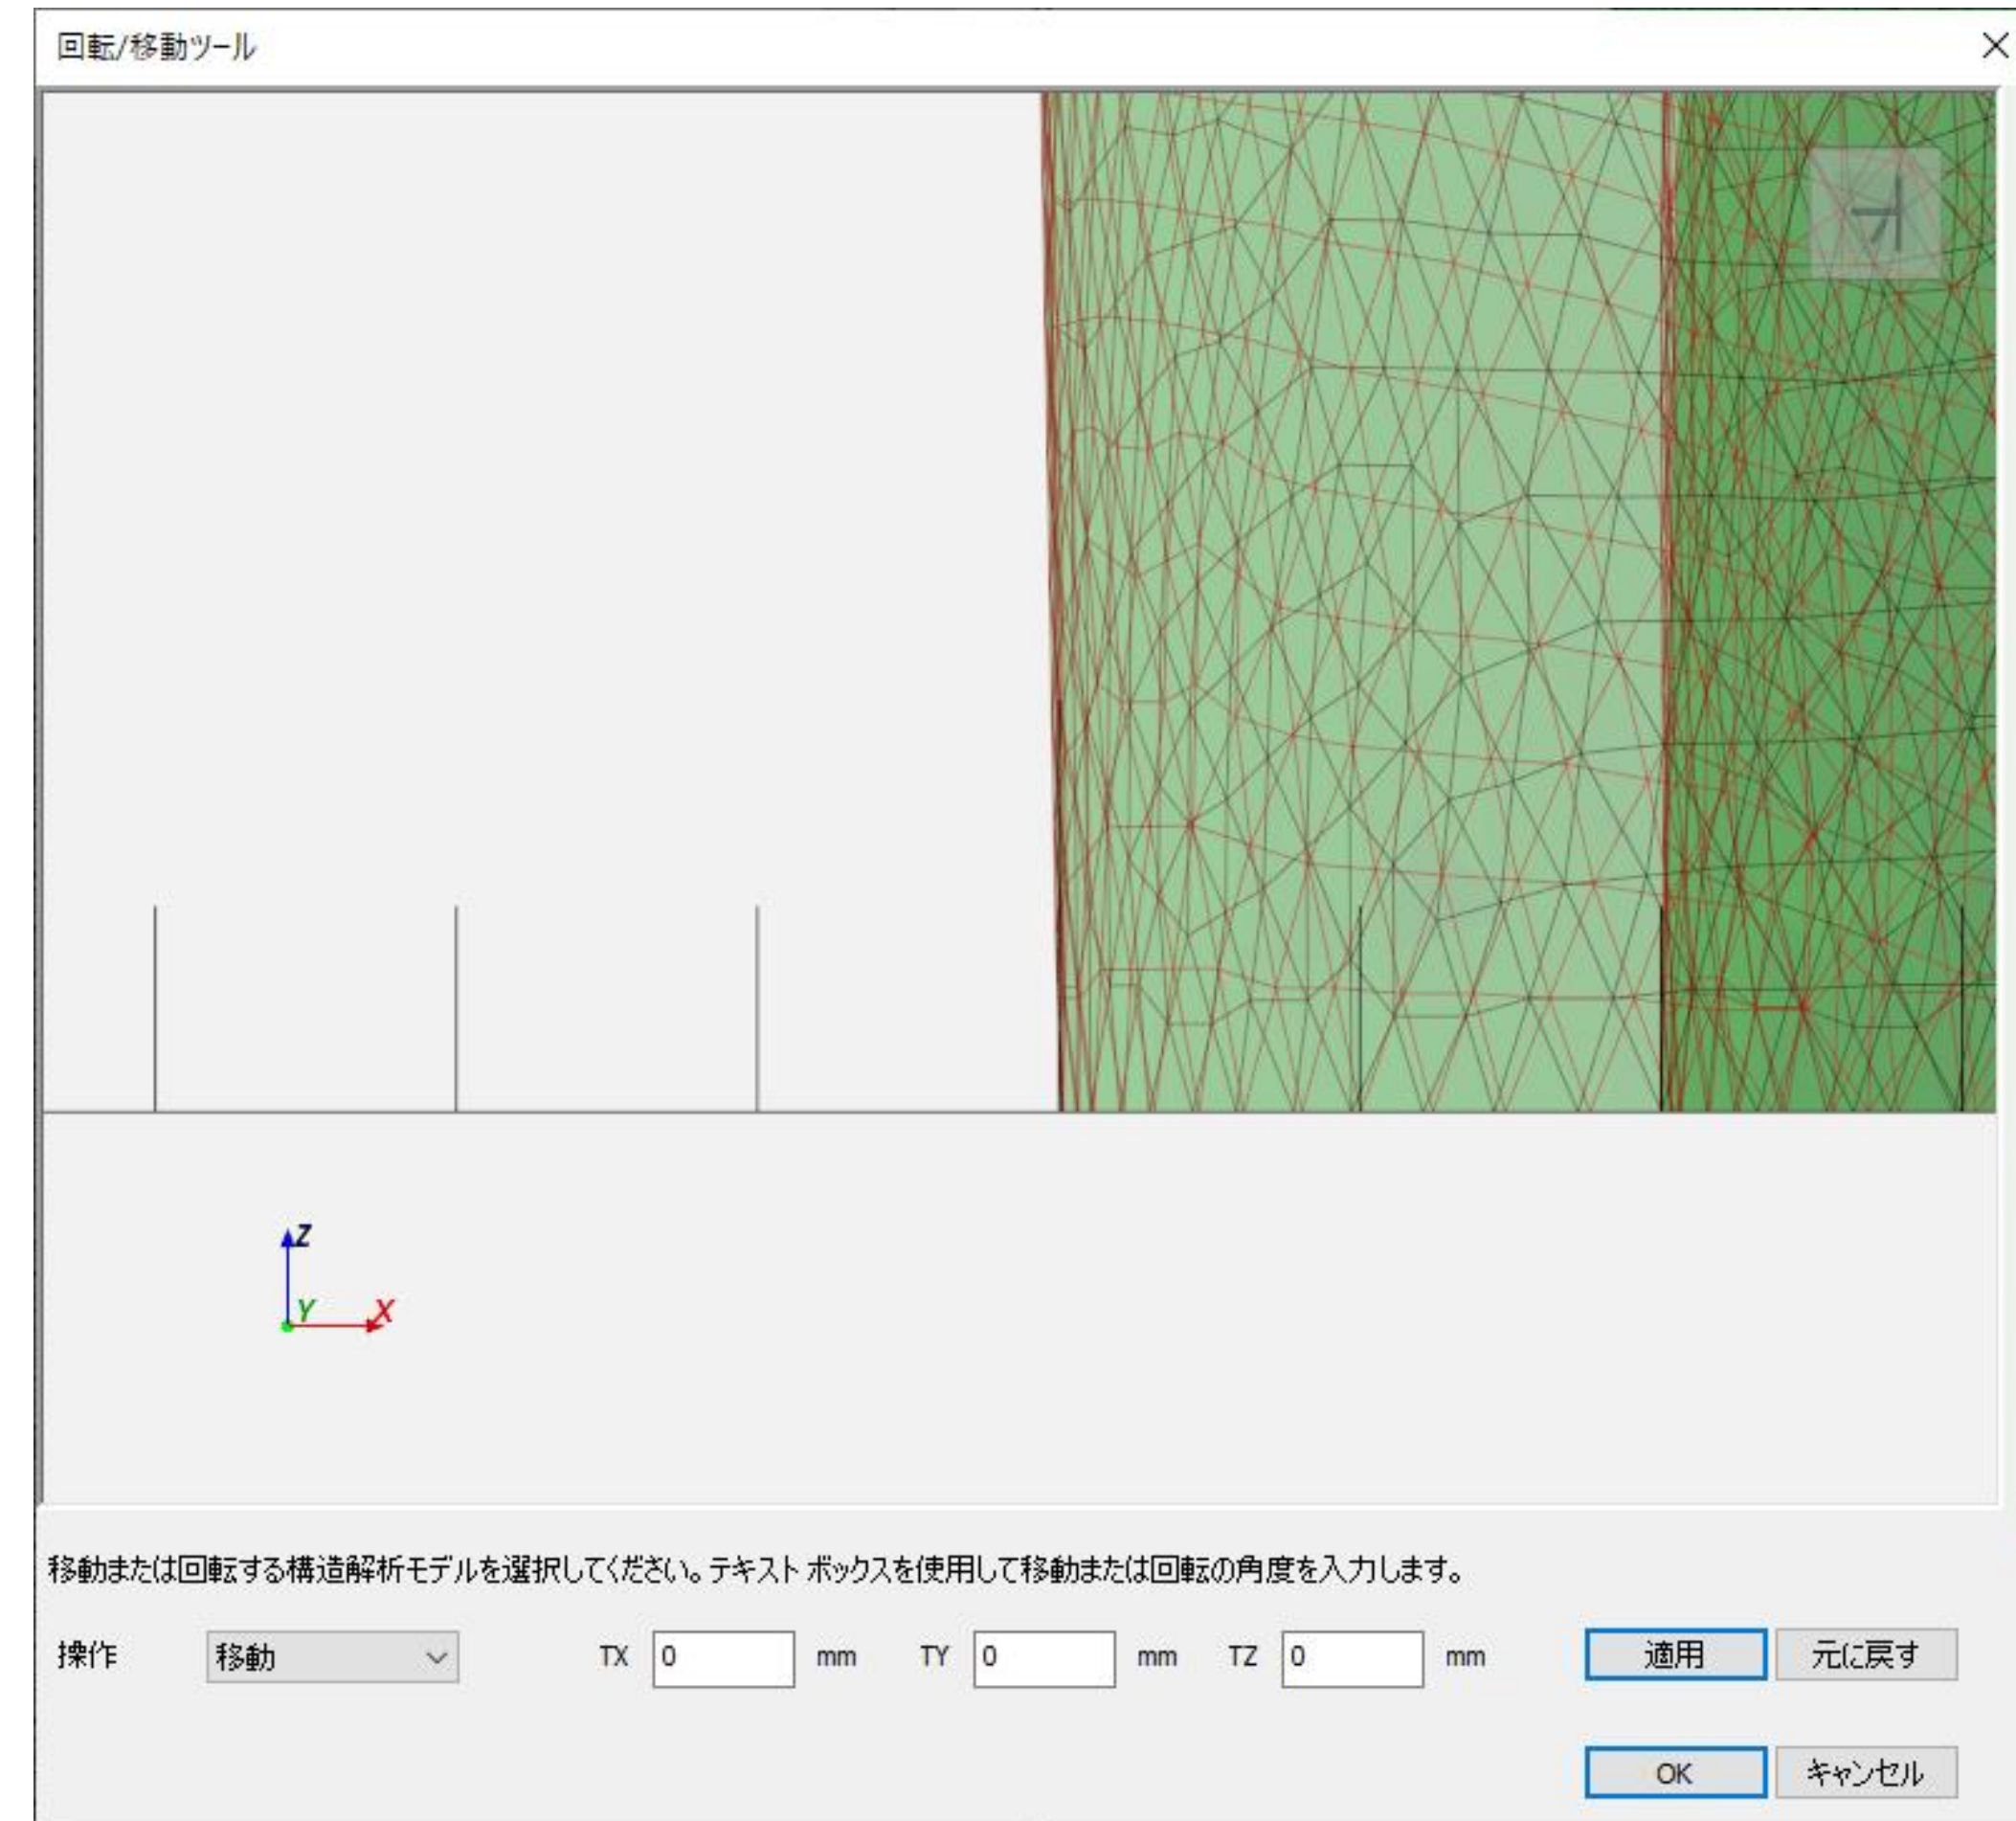 回転/移動ツール
下
Z
Y X
移動または回転する構造解析モデルを選択してください。テキスト ボックスを使用して移動または回転の角度を入力します。
操作 移動 TX 0 mm TY 0 mm TZ 0 mm 適用 元に戻す
OK キャンセル